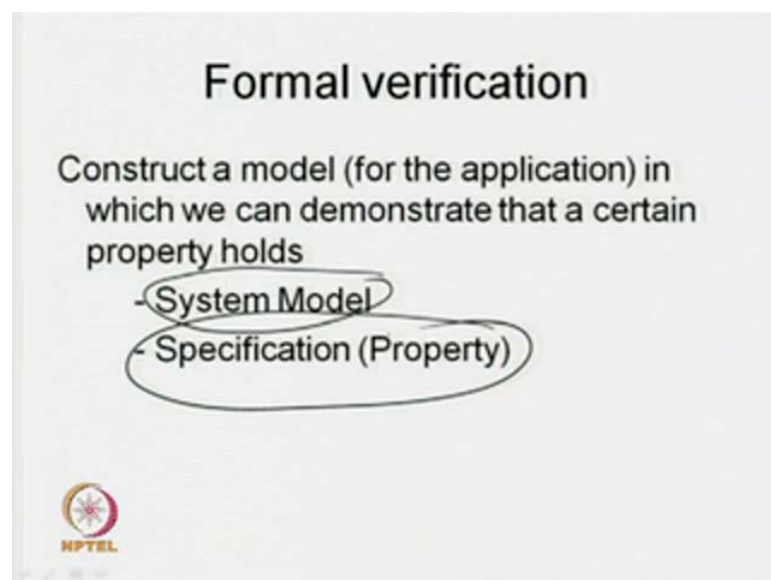 Formal verification
Construct a model (for the application) in
which we can demonstrate that a certain
property holds
- System Model
- Specification (Property)
NPTEL